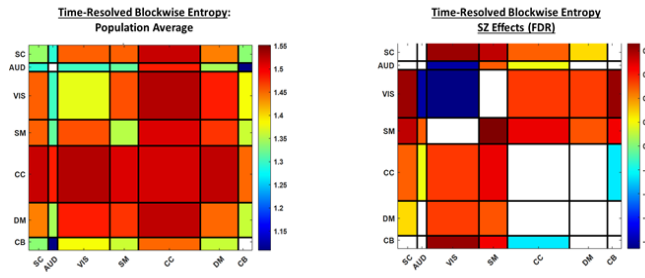 Time-Resolved Blockwise Entropy:
Population Average
SC
AUD
VIS
SM
CC
DM
CB
SC AUD VIS SM CC DM CB
1.55
1.5
1.45
1.4
1.35
1.3
1.25
1.2
1.15
Time-Resolved Blockwise Entropy
SZ Effects (FDR)
SC
AUD
VIS
SM
CC
DM
CB
SC AUD VIS SM CC DM CB